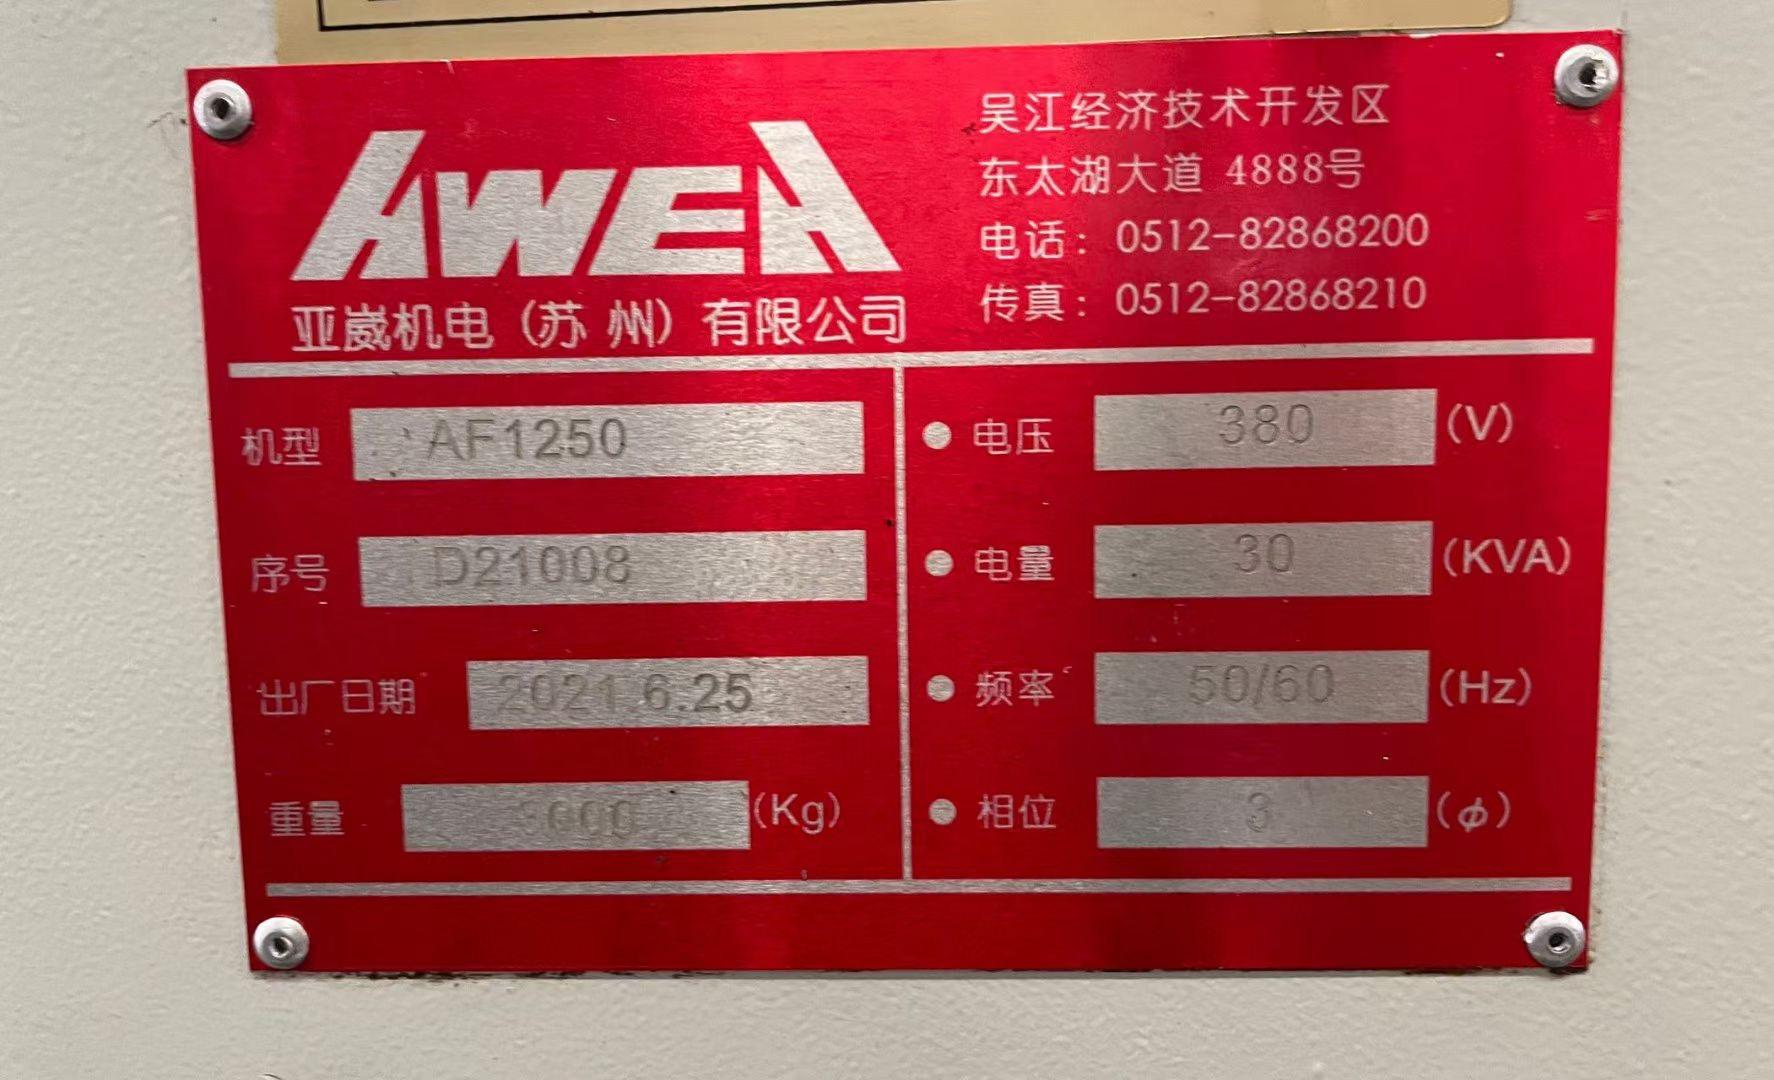 AWEA
亚崴机电（苏州）有限公司
吴江经济技术开发区
东太湖大道 4888号
电话： 0512-82868200
传真： 0512-82868210
机型 AF1250
序号 D21008
出厂日期 2021.6.25
重量 (Kg)
电压 380 (V)
电量 30 (KVA)
频率 50/60 (Hz)
相位 3 (ϕ)